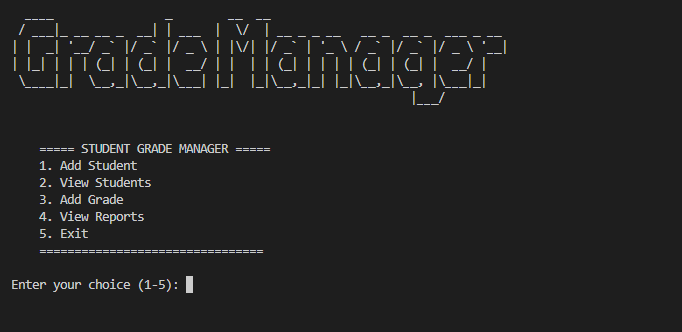 Grade Manager
===== STUDENT GRADE MANAGER =====
1. Add Student
2. View Students
3. Add Grade
4. View Reports
5. Exit
================================
Enter your choice (1-5):